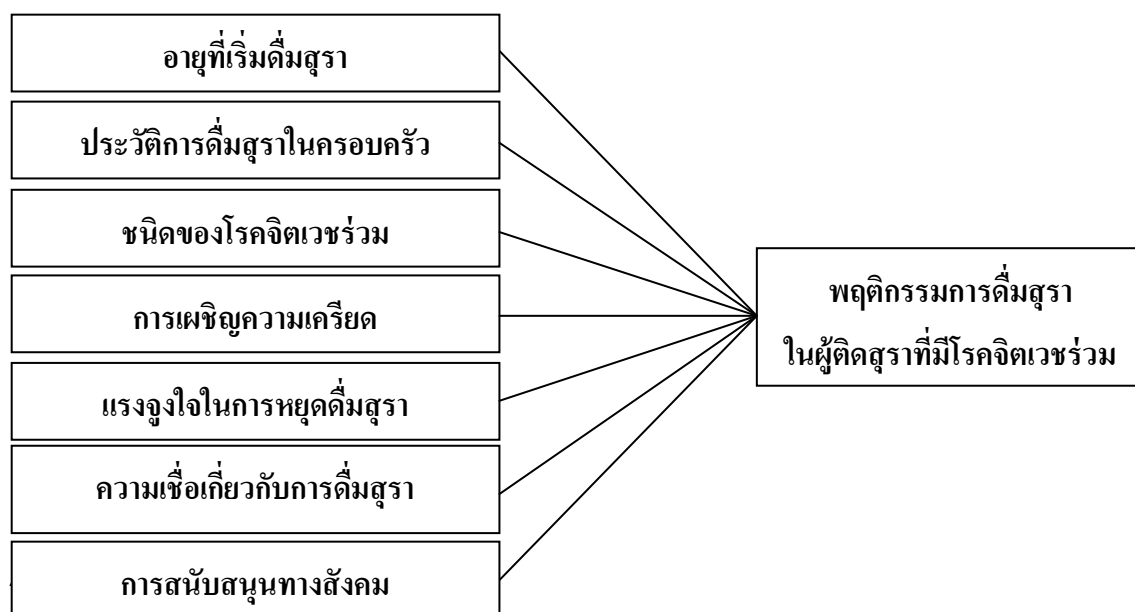 อายุที่เริ่มดื่มสุรา
ประวัติการดื่มสุราในครอบครัว
ชนิดของโรคจิตเวชร่วม
การเผชิญความเครียด
แรงจูงใจในการหยุดดื่มสุรา
ความเชื่อเกี่ยวกับการดื่มสุรา
การสนับสนุนทางสังคม
พฤติกรรมการดื่มสุรา
ในผู้ติดสุราที่มีโรคจิตเวชร่วม